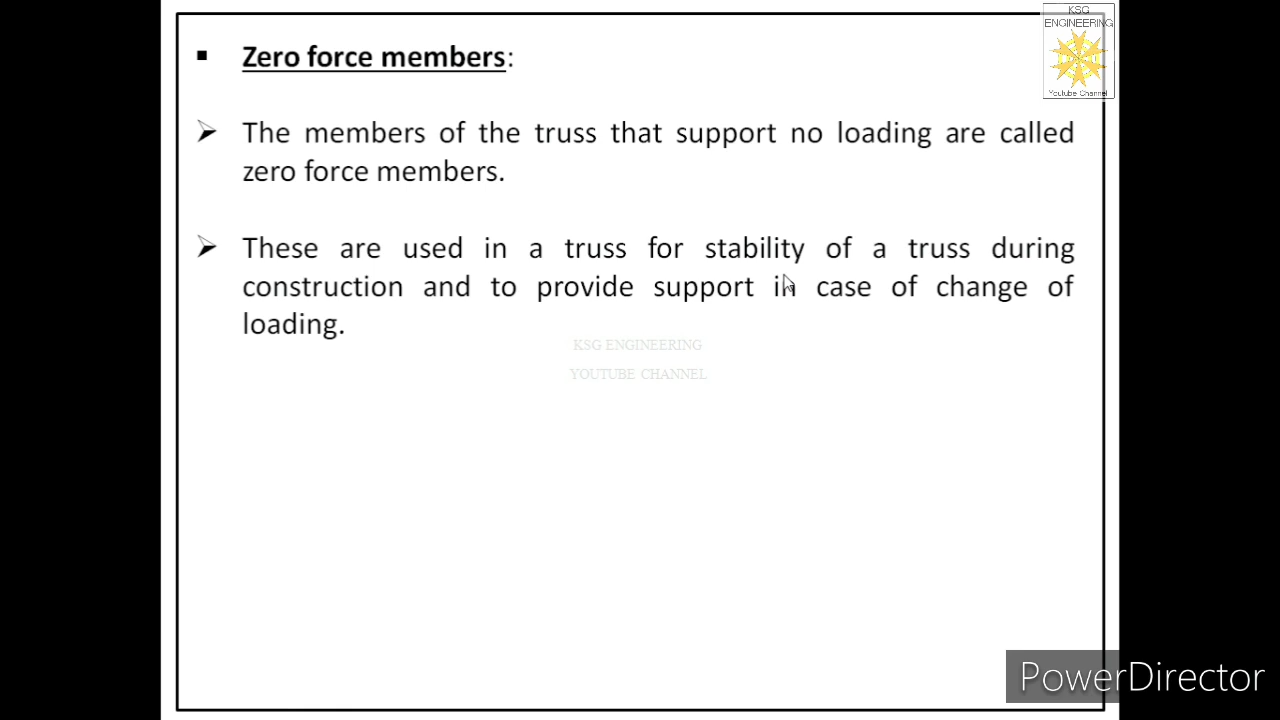 KSG
ENGINEERING
Youtube Channel
▪ Zero force members:
➢ The members of the truss that support no loading are called
zero force members.
➢ These are used in a truss for stability of a truss during
construction and to provide support in case of change of
loading.
KSG ENGINEERING
YOUTUBE CHANNEL
PowerDirector